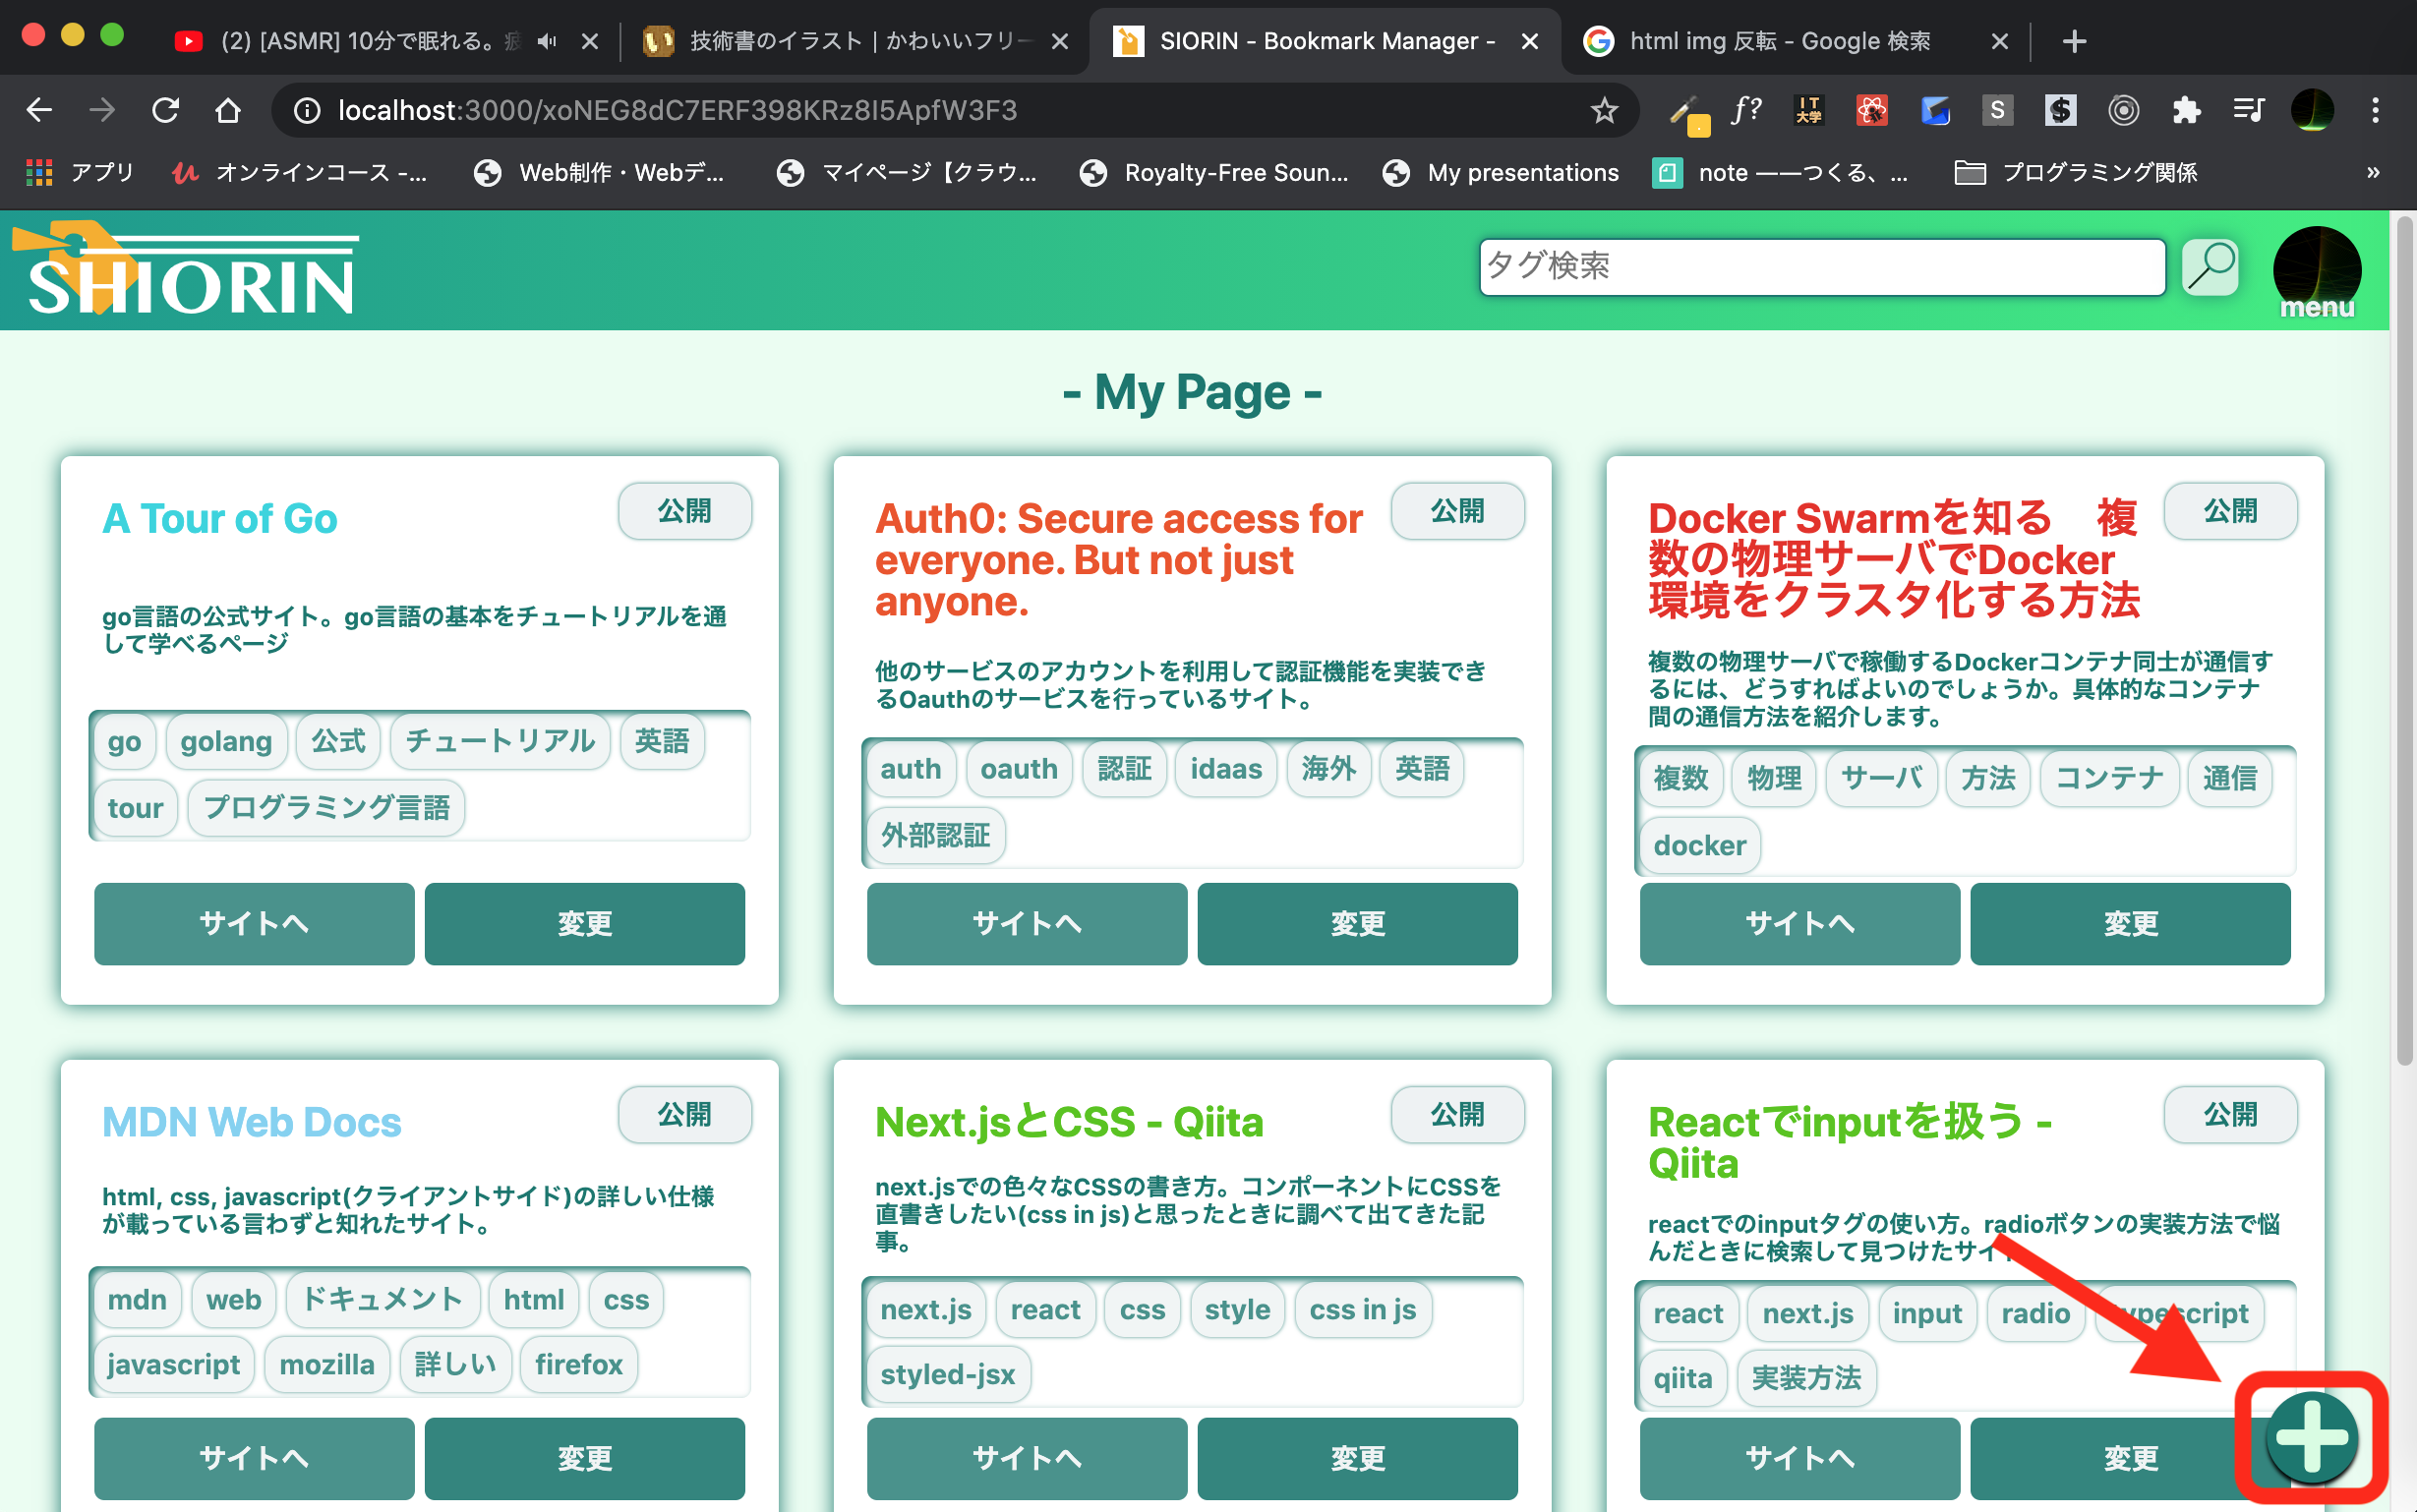 (2) [ASMR] 10分で眠れる。
技術書のイラスト | かわいいフリー
SIORIN - Bookmark Manager -
html img 反転 - Google 検索
localhost:3000/xoNEG8dC7ERF398KRz8I5ApfW3F3
f?
IT
大学
S
$
アプリ
オンラインコース -...
Web制作・Webデ...
マイページ【クラウ...
Royalty-Free Soun...
My presentations
note ——つくる、...
プログラミング関係
»
SHIORIN
タグ検索
menu
- My Page -
A Tour of Go
公開
go言語の公式サイト。go言語の基本をチュートリアルを通
して学べるページ
go golang 公式 チュートリアル 英語
tour プログラミング言語
サイトへ 変更
Auth0: Secure access for
everyone. But not just
anyone.
公開
他のサービスのアカウントを利用して認証機能を実装でき
るOauthのサービスを行っているサイト。
auth oauth 認証 idaas 海外 英語
外部認証
サイトへ 変更
Docker Swarmを知る　複
数の物理サーバでDocker
環境をクラスタ化する方法
公開
複数の物理サーバで稼働するDockerコンテナ同士が通信す
るには、どうすればよいのでしょうか。具体的なコンテナ
間の通信方法を紹介します。
複数 物理 サーバ 方法 コンテナ 通信
docker
サイトへ 変更
MDN Web Docs
公開
html, css, javascript(クライアントサイド)の詳しい仕様
が載っている言わずと知れたサイト。
mdn web ドキュメント html css
javascript mozilla 詳しい firefox
サイトへ 変更
Next.jsとCSS - Qiita
公開
next.jsでの色々なCSSの書き方。コンポーネントにCSSを
直書きしたい(css in js)と思ったときに調べて出てきた記
事。
next.js react css style css in js
styled-jsx
サイトへ 変更
Reactでinputを扱う -
Qiita
公開
reactでのinputタグの使い方。radioボタンの実装方法で悩
んだときに検索して見つけたサイ
react next.js input radio typescript
qiita 実装方法
サイトへ 変更